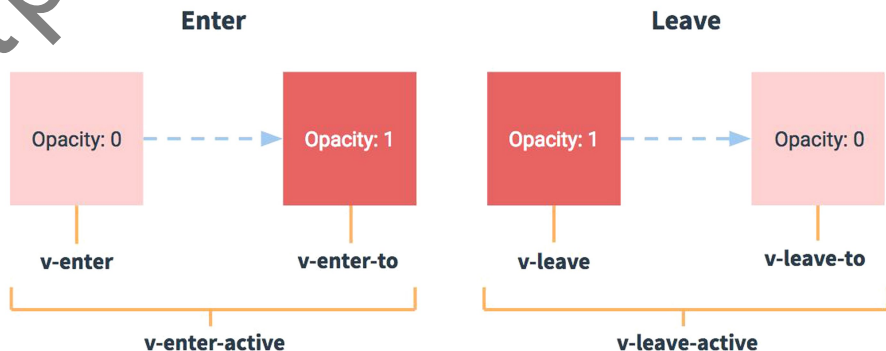 Enter
Leave
Opacity: 0
Opacity: 1
Opacity: 1
Opacity: 0
v-enter
v-enter-to
v-leave
v-leave-to
v-enter-active
v-leave-active